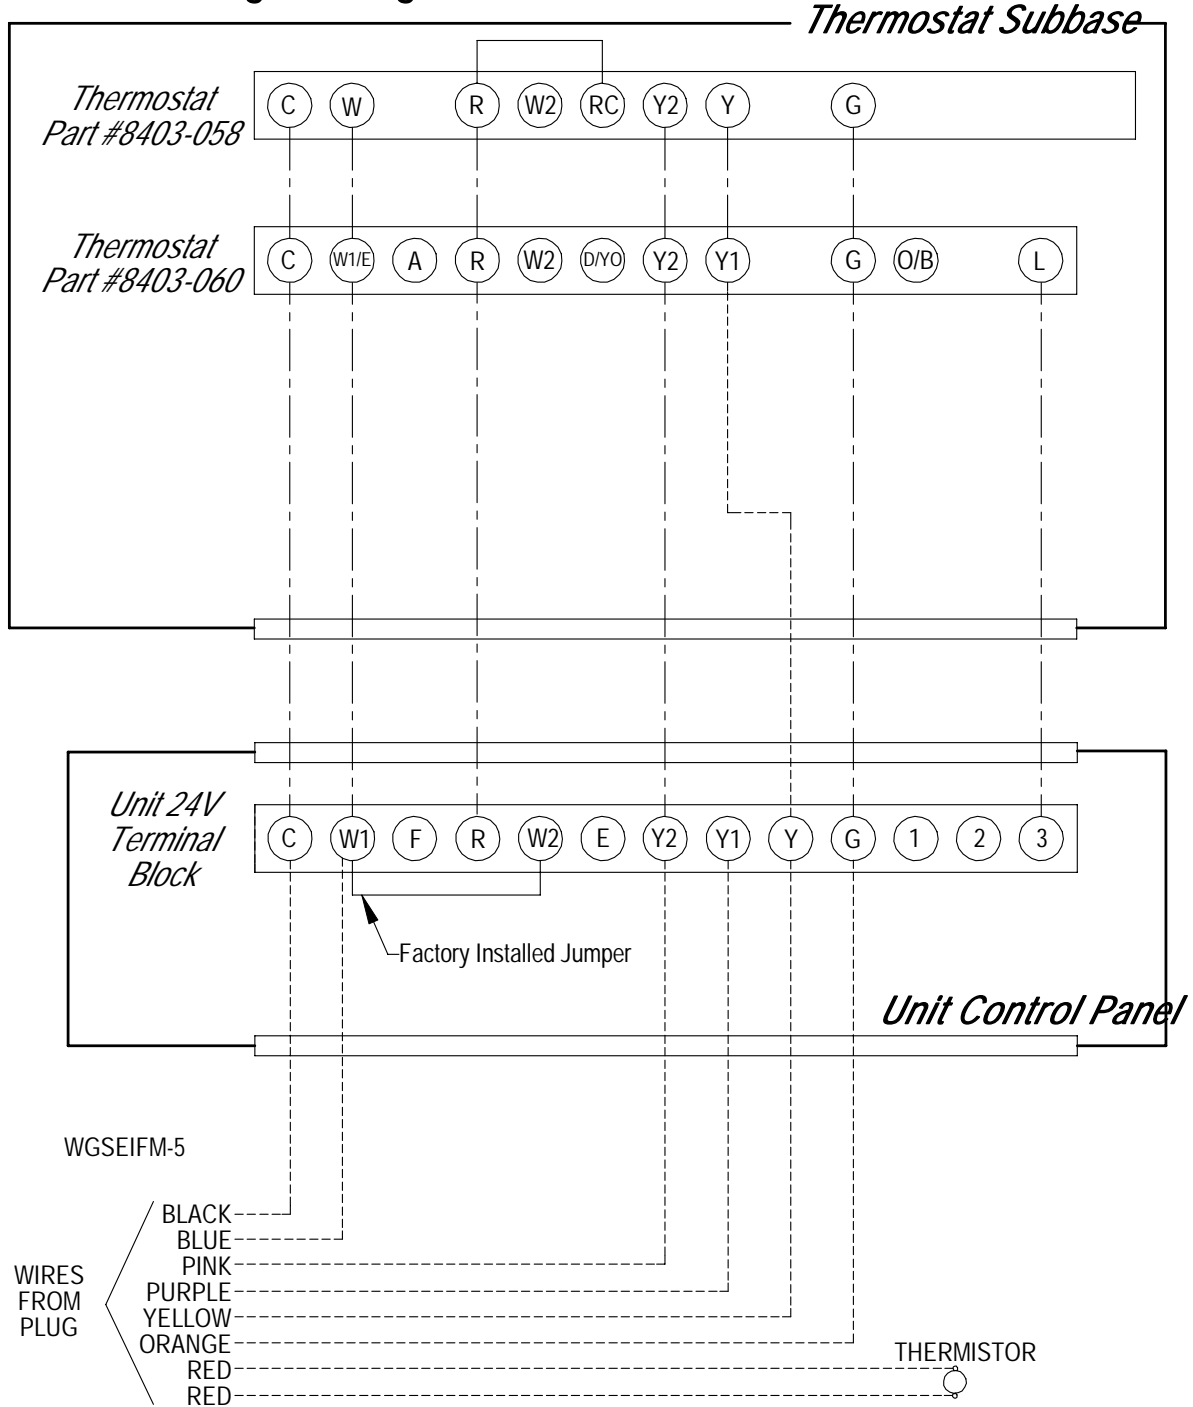 Thermostat Subbase
Thermostat
Part #8403-058
C W R W2 RC Y2 Y G
Thermostat
Part #8403-060
C W1/E A R W2 D/YO Y2 Y1 G O/B L
Unit 24V
Terminal
Block
C W1 F R W2 E Y2 Y1 Y G 1 2 3
Factory Installed Jumper
Unit Control Panel
WGSEIFM-5
WIRES
FROM
PLUG
BLACK
BLUE
PINK
PURPLE
YELLOW
ORANGE
RED
RED
THERMISTOR